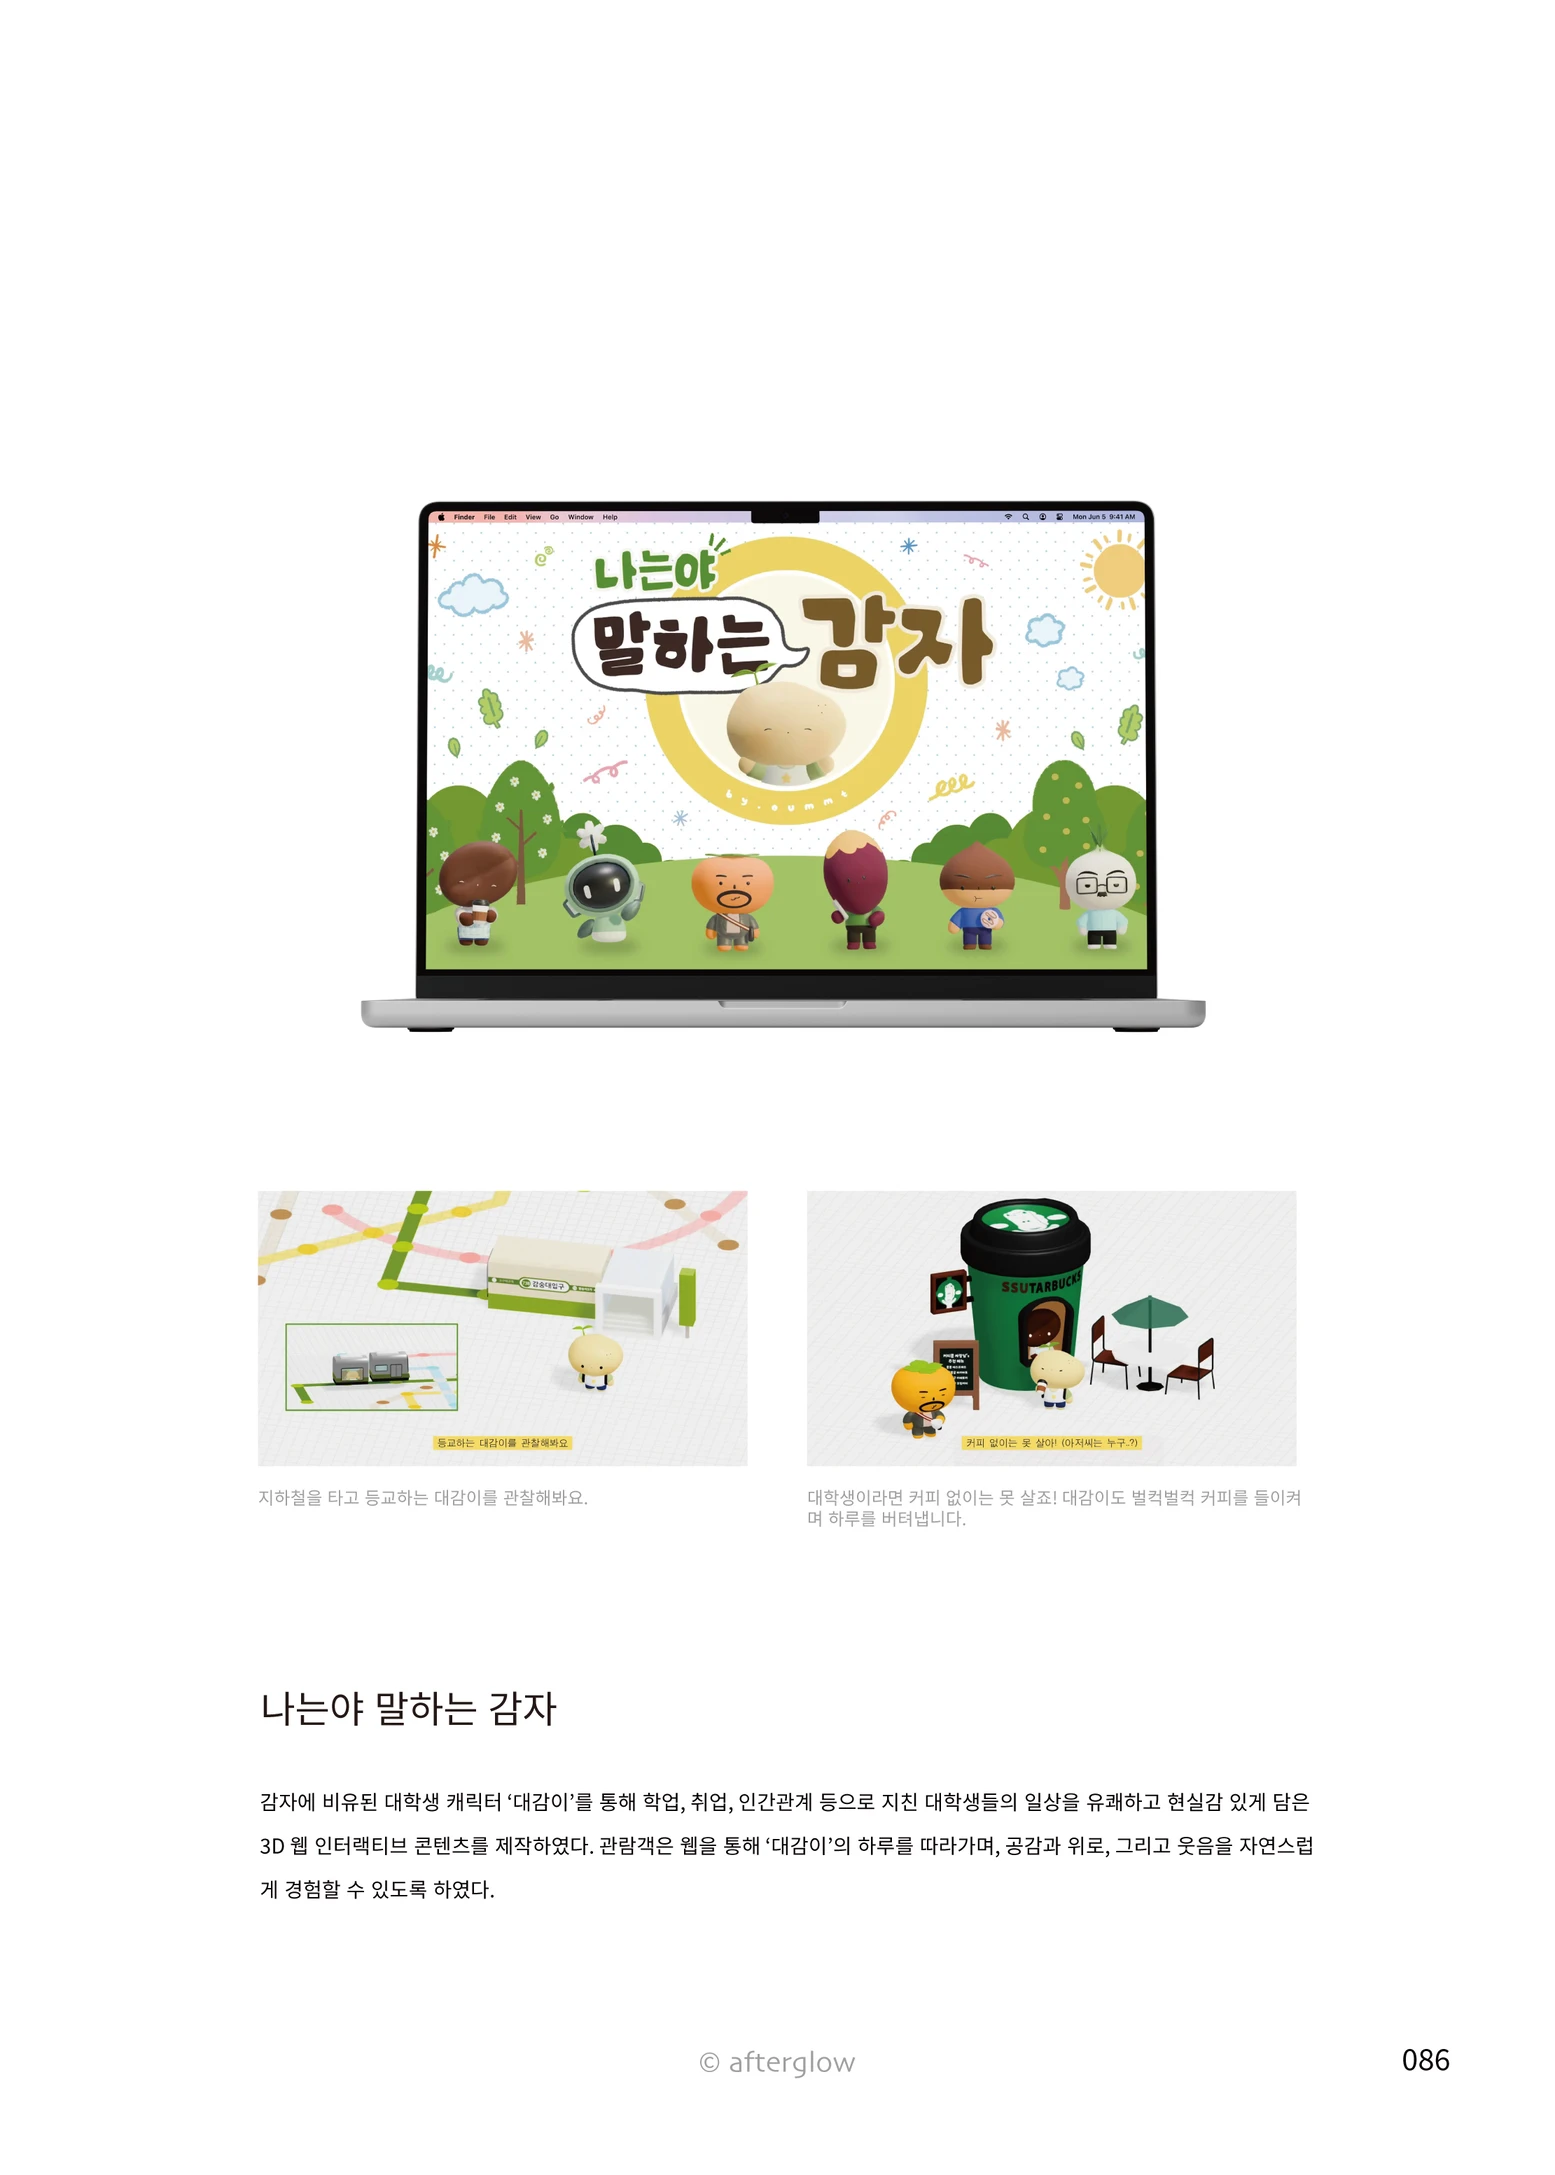 Finder File Edit View Go Window Help
Mon Jun 5 9:41 AM
나는야
말하는
감자
by.oummt
감숭대입구
등교하는 대감이를 관찰해봐요
SSUTARBUCKS
커피 없이는 못 살아! (아저씨는 누구..?)
지하철을 타고 등교하는 대감이를 관찰해봐요.
대학생이라면 커피 없이는 못 살죠! 대감이도 벌컥벌컥 커피를 들이켜
며 하루를 버텨냅니다.
나는야 말하는 감자
감자에 비유된 대학생 캐릭터 ‘대감이’를 통해 학업, 취업, 인간관계 등으로 지친 대학생들의 일상을 유쾌하고 현실감 있게 담은
3D 웹 인터랙티브 콘텐츠를 제작하였다. 관람객은 웹을 통해 ‘대감이’의 하루를 따라가며, 공감과 위로, 그리고 웃음을 자연스럽
게 경험할 수 있도록 하였다.
© afterglow
086